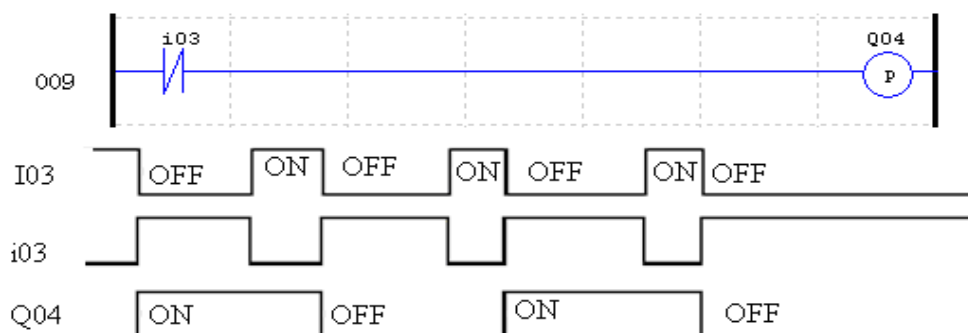 i03 Q04
009 P
I03 OFF ON OFF ON OFF ON OFF
i03
Q04 ON OFF ON OFF